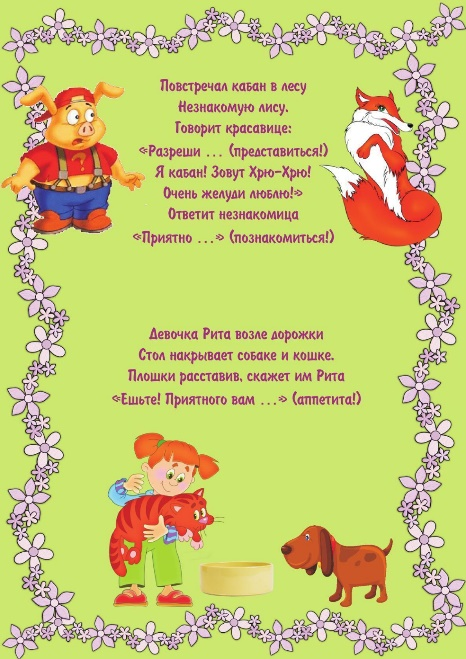 Повстречал кабан в лесу
Незнакомую лису.
Говорит красавице:
«Разреши … (представиться!)
Я кабан! Зовут Хрю-Хрю!
Очень желуди люблю!»
Ответит незнакомица
«Приятно …» (познакомиться!)
Девочка Рита возле дорожки
Стол накрывает собаке и кошке.
Плошки расставив, скажет им Рита
«Ешьте! Приятного вам …» (аппетита!)